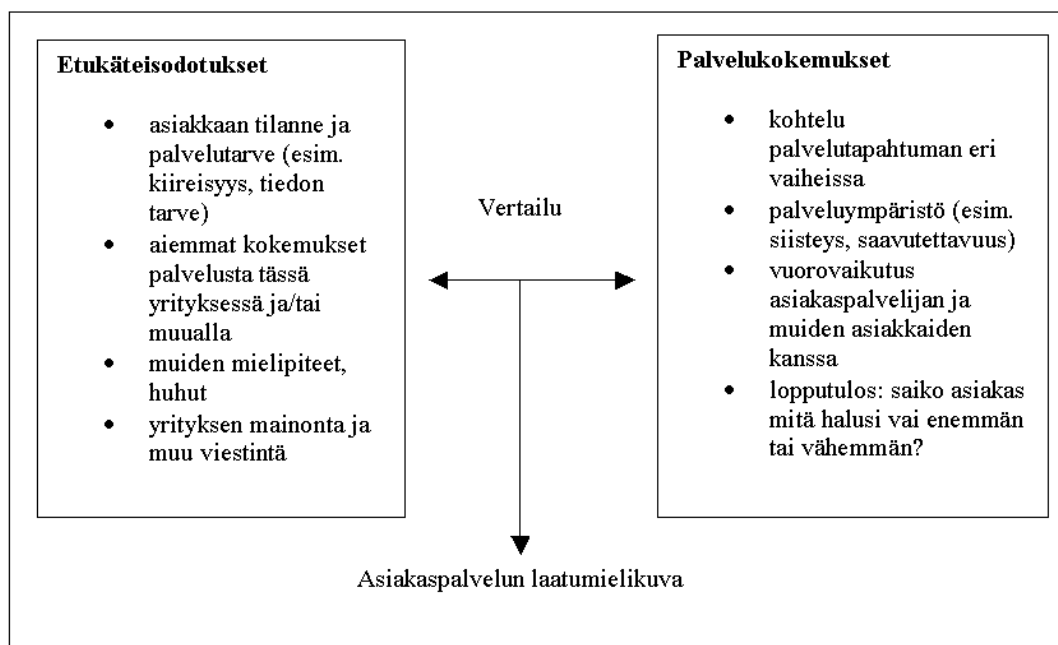 Etukäteisodotukset
• asiakkaan tilanne ja
palvelutarve (esim.
kiireisyys, tiedon
tarve)
• aiemmat kokemukset
palvelusta tässä
yrityksessä ja/tai
muualla
• muiden mielipiteet,
huhut
• yrityksen mainonta ja
muu viestintä
Vertailu
Palvelukokemukset
• kohtelu
palvelutapahtuman eri
vaiheissa
• palveluympäristö (esim.
siisteys, saavutettavuus)
• vuorovaikutus
asiakaspalvelijan ja
muiden asiakkaiden
kanssa
• lopputulos: saiko asiakas
mitä halusi vai enemmän
tai vähemmän?
Asiakaspalvelun laatumielikuva